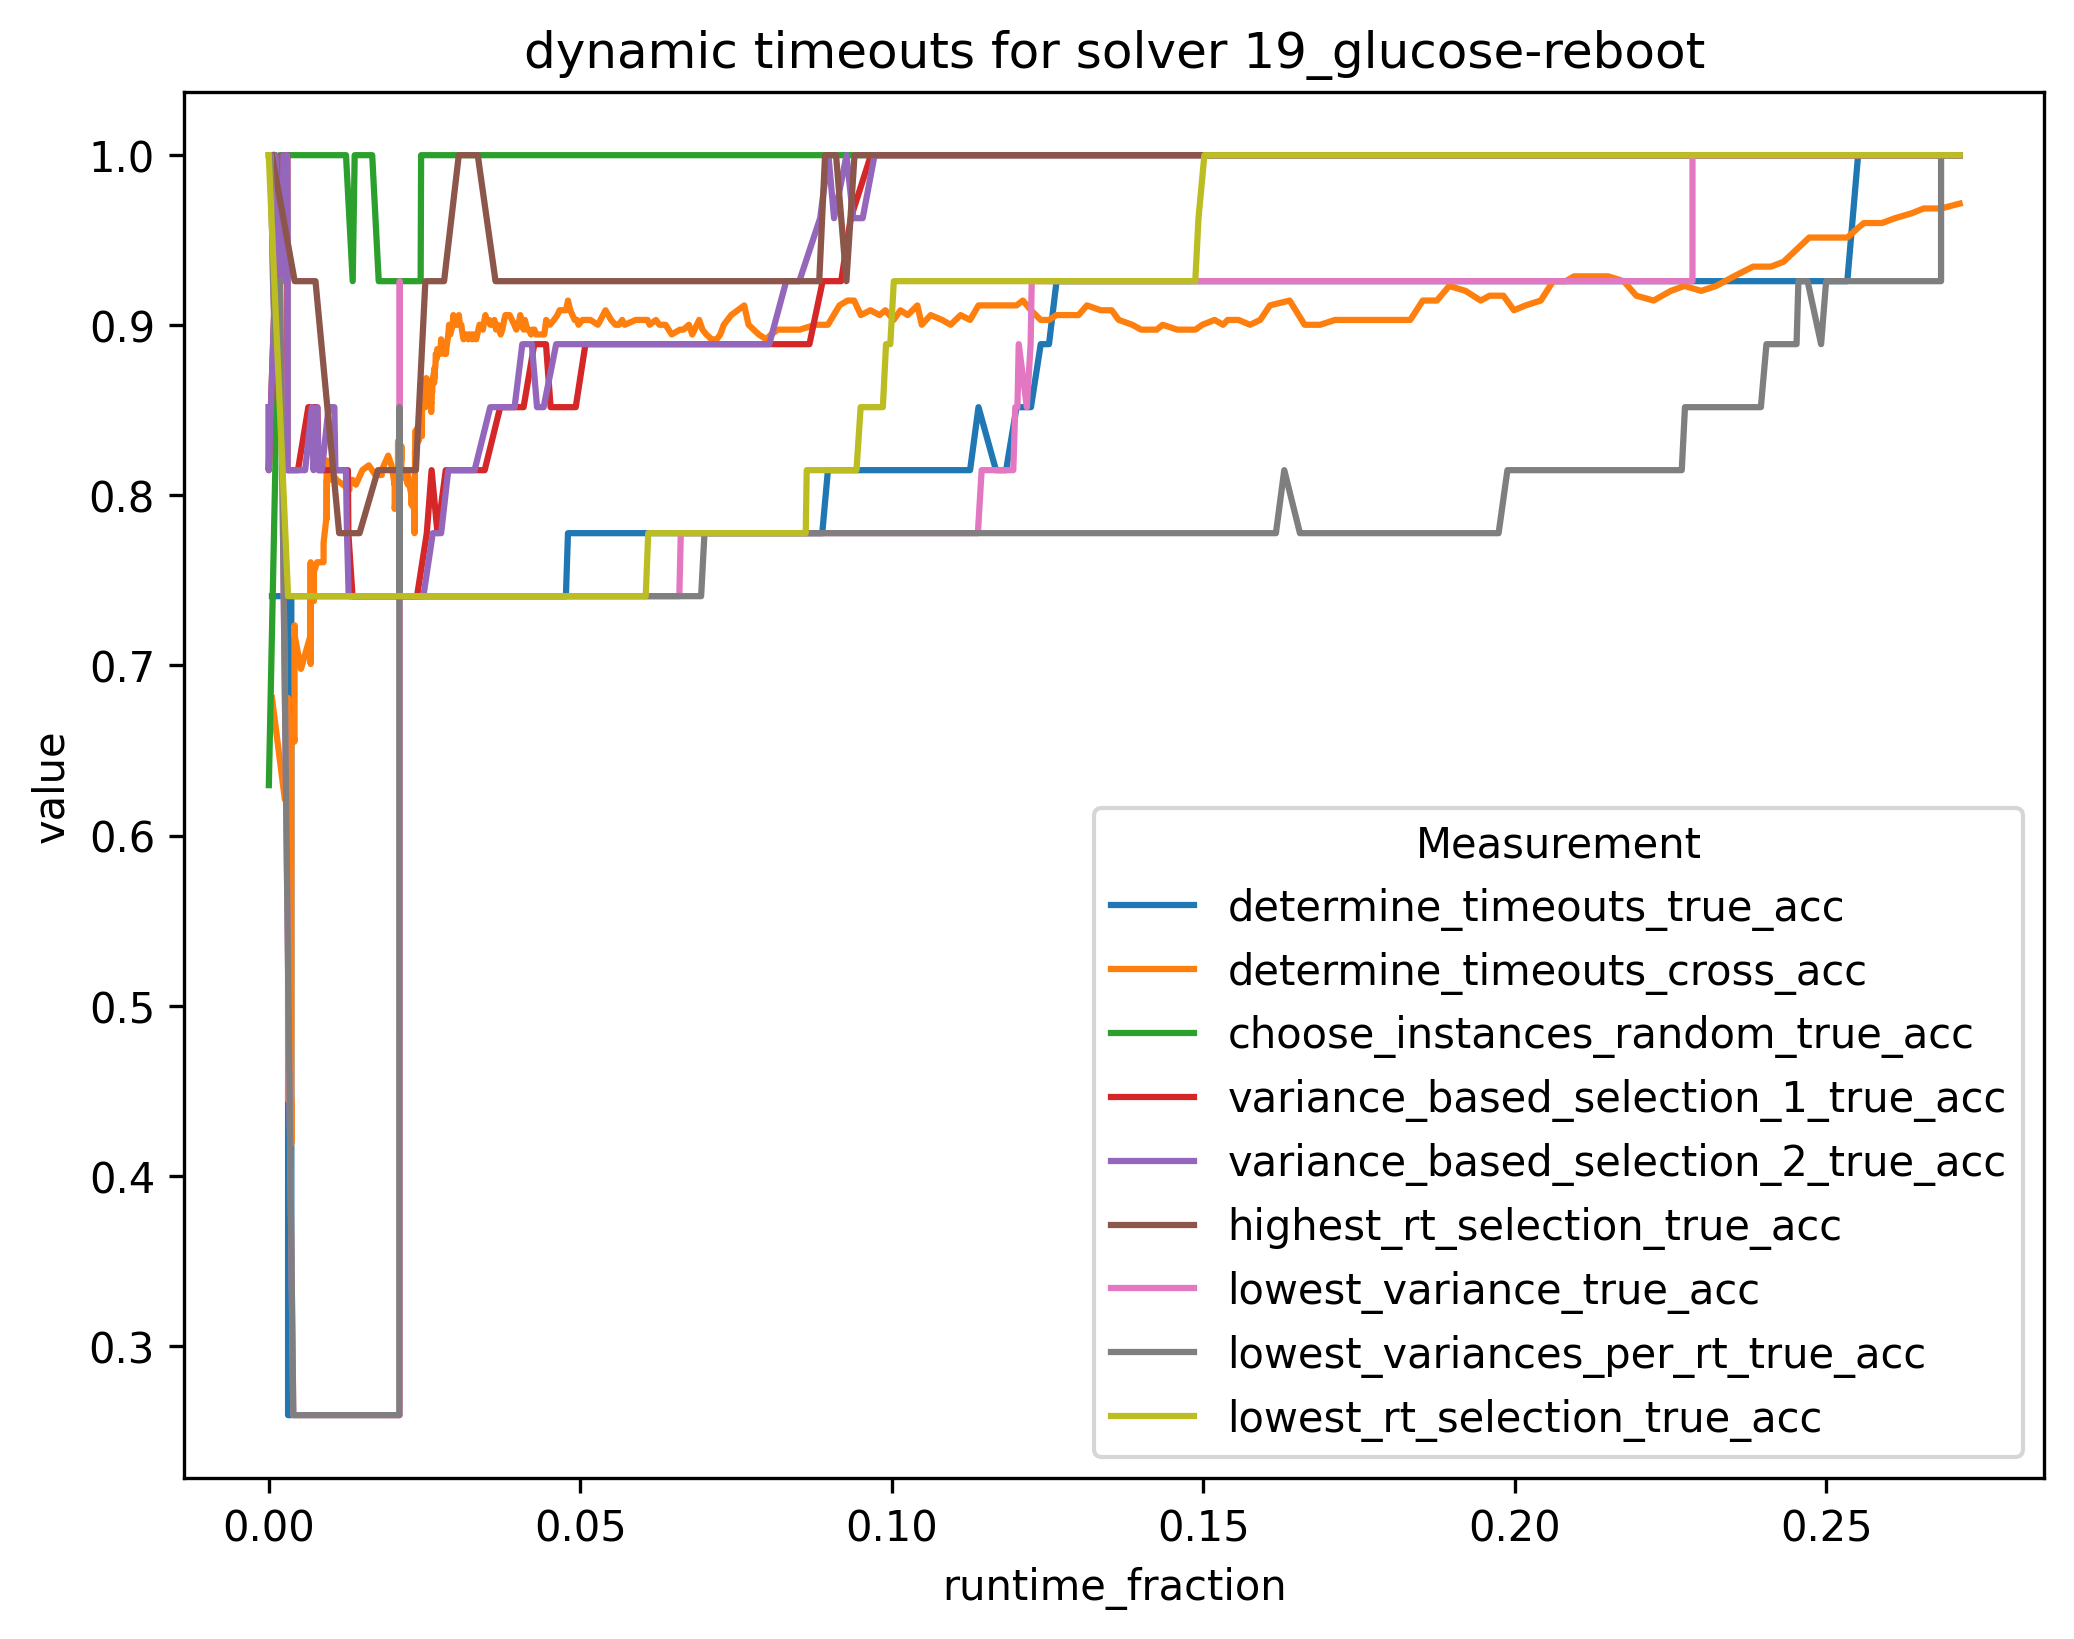 dynamic timeouts for solver 19_glucose-reboot
1.0
0.9
0.8
0.7
0.6
0.5
0.4
0.3
value
0.00 0.05 0.10 0.15 0.20 0.25
runtime_fraction
Measurement
determine_timeouts_true_acc
determine_timeouts_cross_acc
choose_instances_random_true_acc
variance_based_selection_1_true_acc
variance_based_selection_2_true_acc
highest_rt_selection_true_acc
lowest_variance_true_acc
lowest_variances_per_rt_true_acc
lowest_rt_selection_true_acc